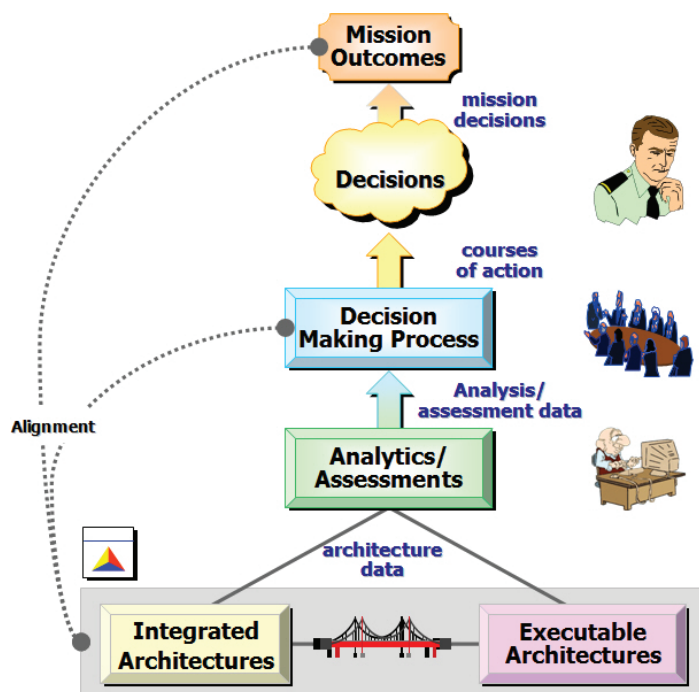 Mission
Outcomes
mission
decisions
Decisions
courses
of action
Decision
Making Process
Analysis/
assessment data
Alignment
Analytics/
Assessments
architecture
data
Integrated
Architectures
Executable
Architectures